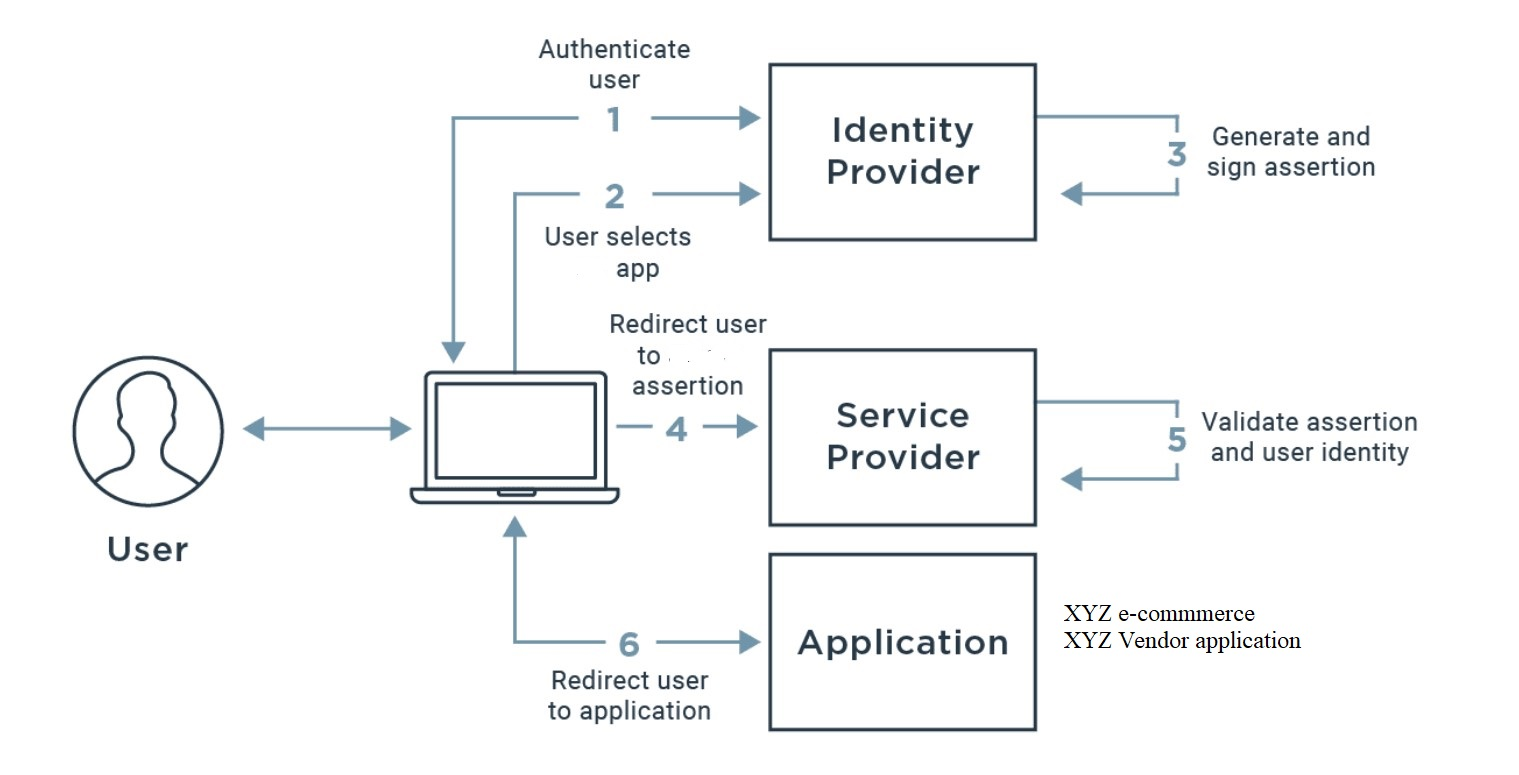 Authenticate
user
1
Identity
Provider
3
Generate and
sign assertion
2
User selects
app
Redirect user
to
assertion
4
Service
Provider
5
Validate assertion
and user identity
User
6
Redirect user
to application
Application
XYZ e-commmerce
XYZ Vendor application